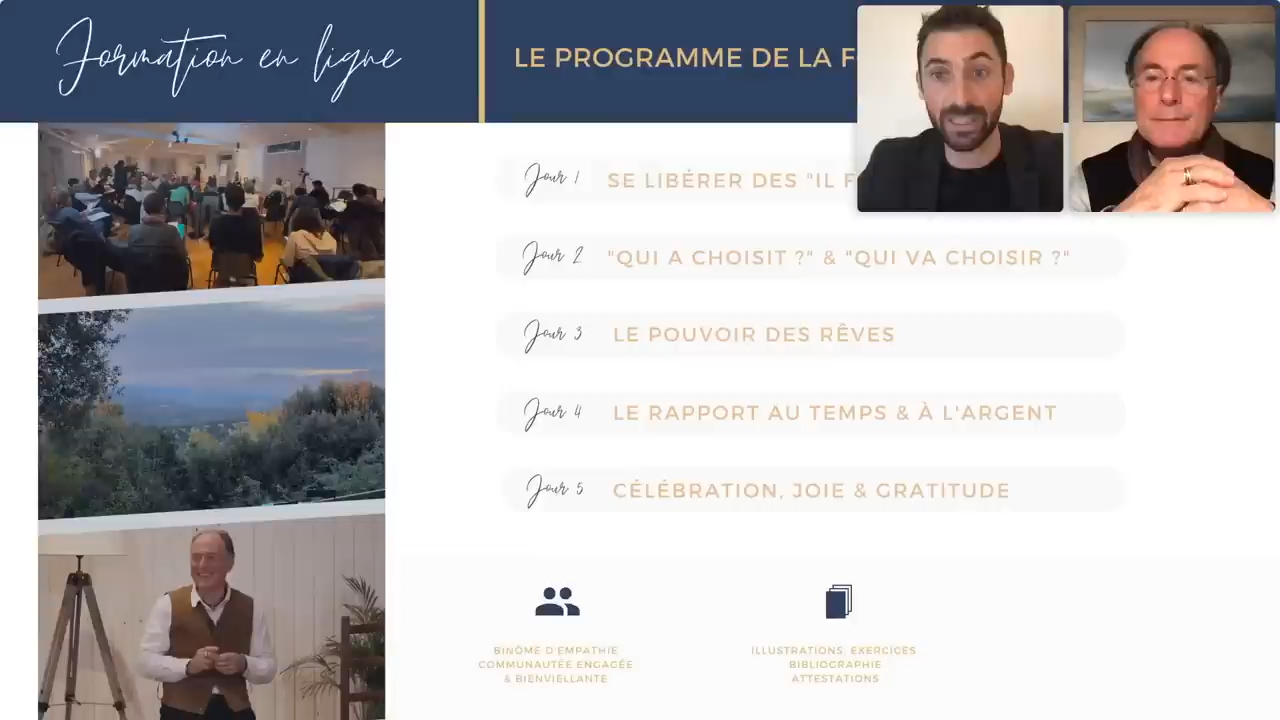 Formation en ligne
LE PROGRAMME DE LA F
Jour 1 SE LIBÉRER DES "IL F
Jour 2 "QUI A CHOISIT ?" & "QUI VA CHOISIR ?"
Jour 3 LE POUVOIR DES RÊVES
Jour 4 LE RAPPORT AU TEMPS & À L'ARGENT
Jour 5 CÉLÉBRATION, JOIE & GRATITUDE
BINÔME D'EMPATHIE
COMMUNAUTÉE ENGAGÉE
& BIENVIELLANTE
ILLUSTRATIONS, EXERCICES
BIBLIOGRAPHIE
ATTESTATIONS